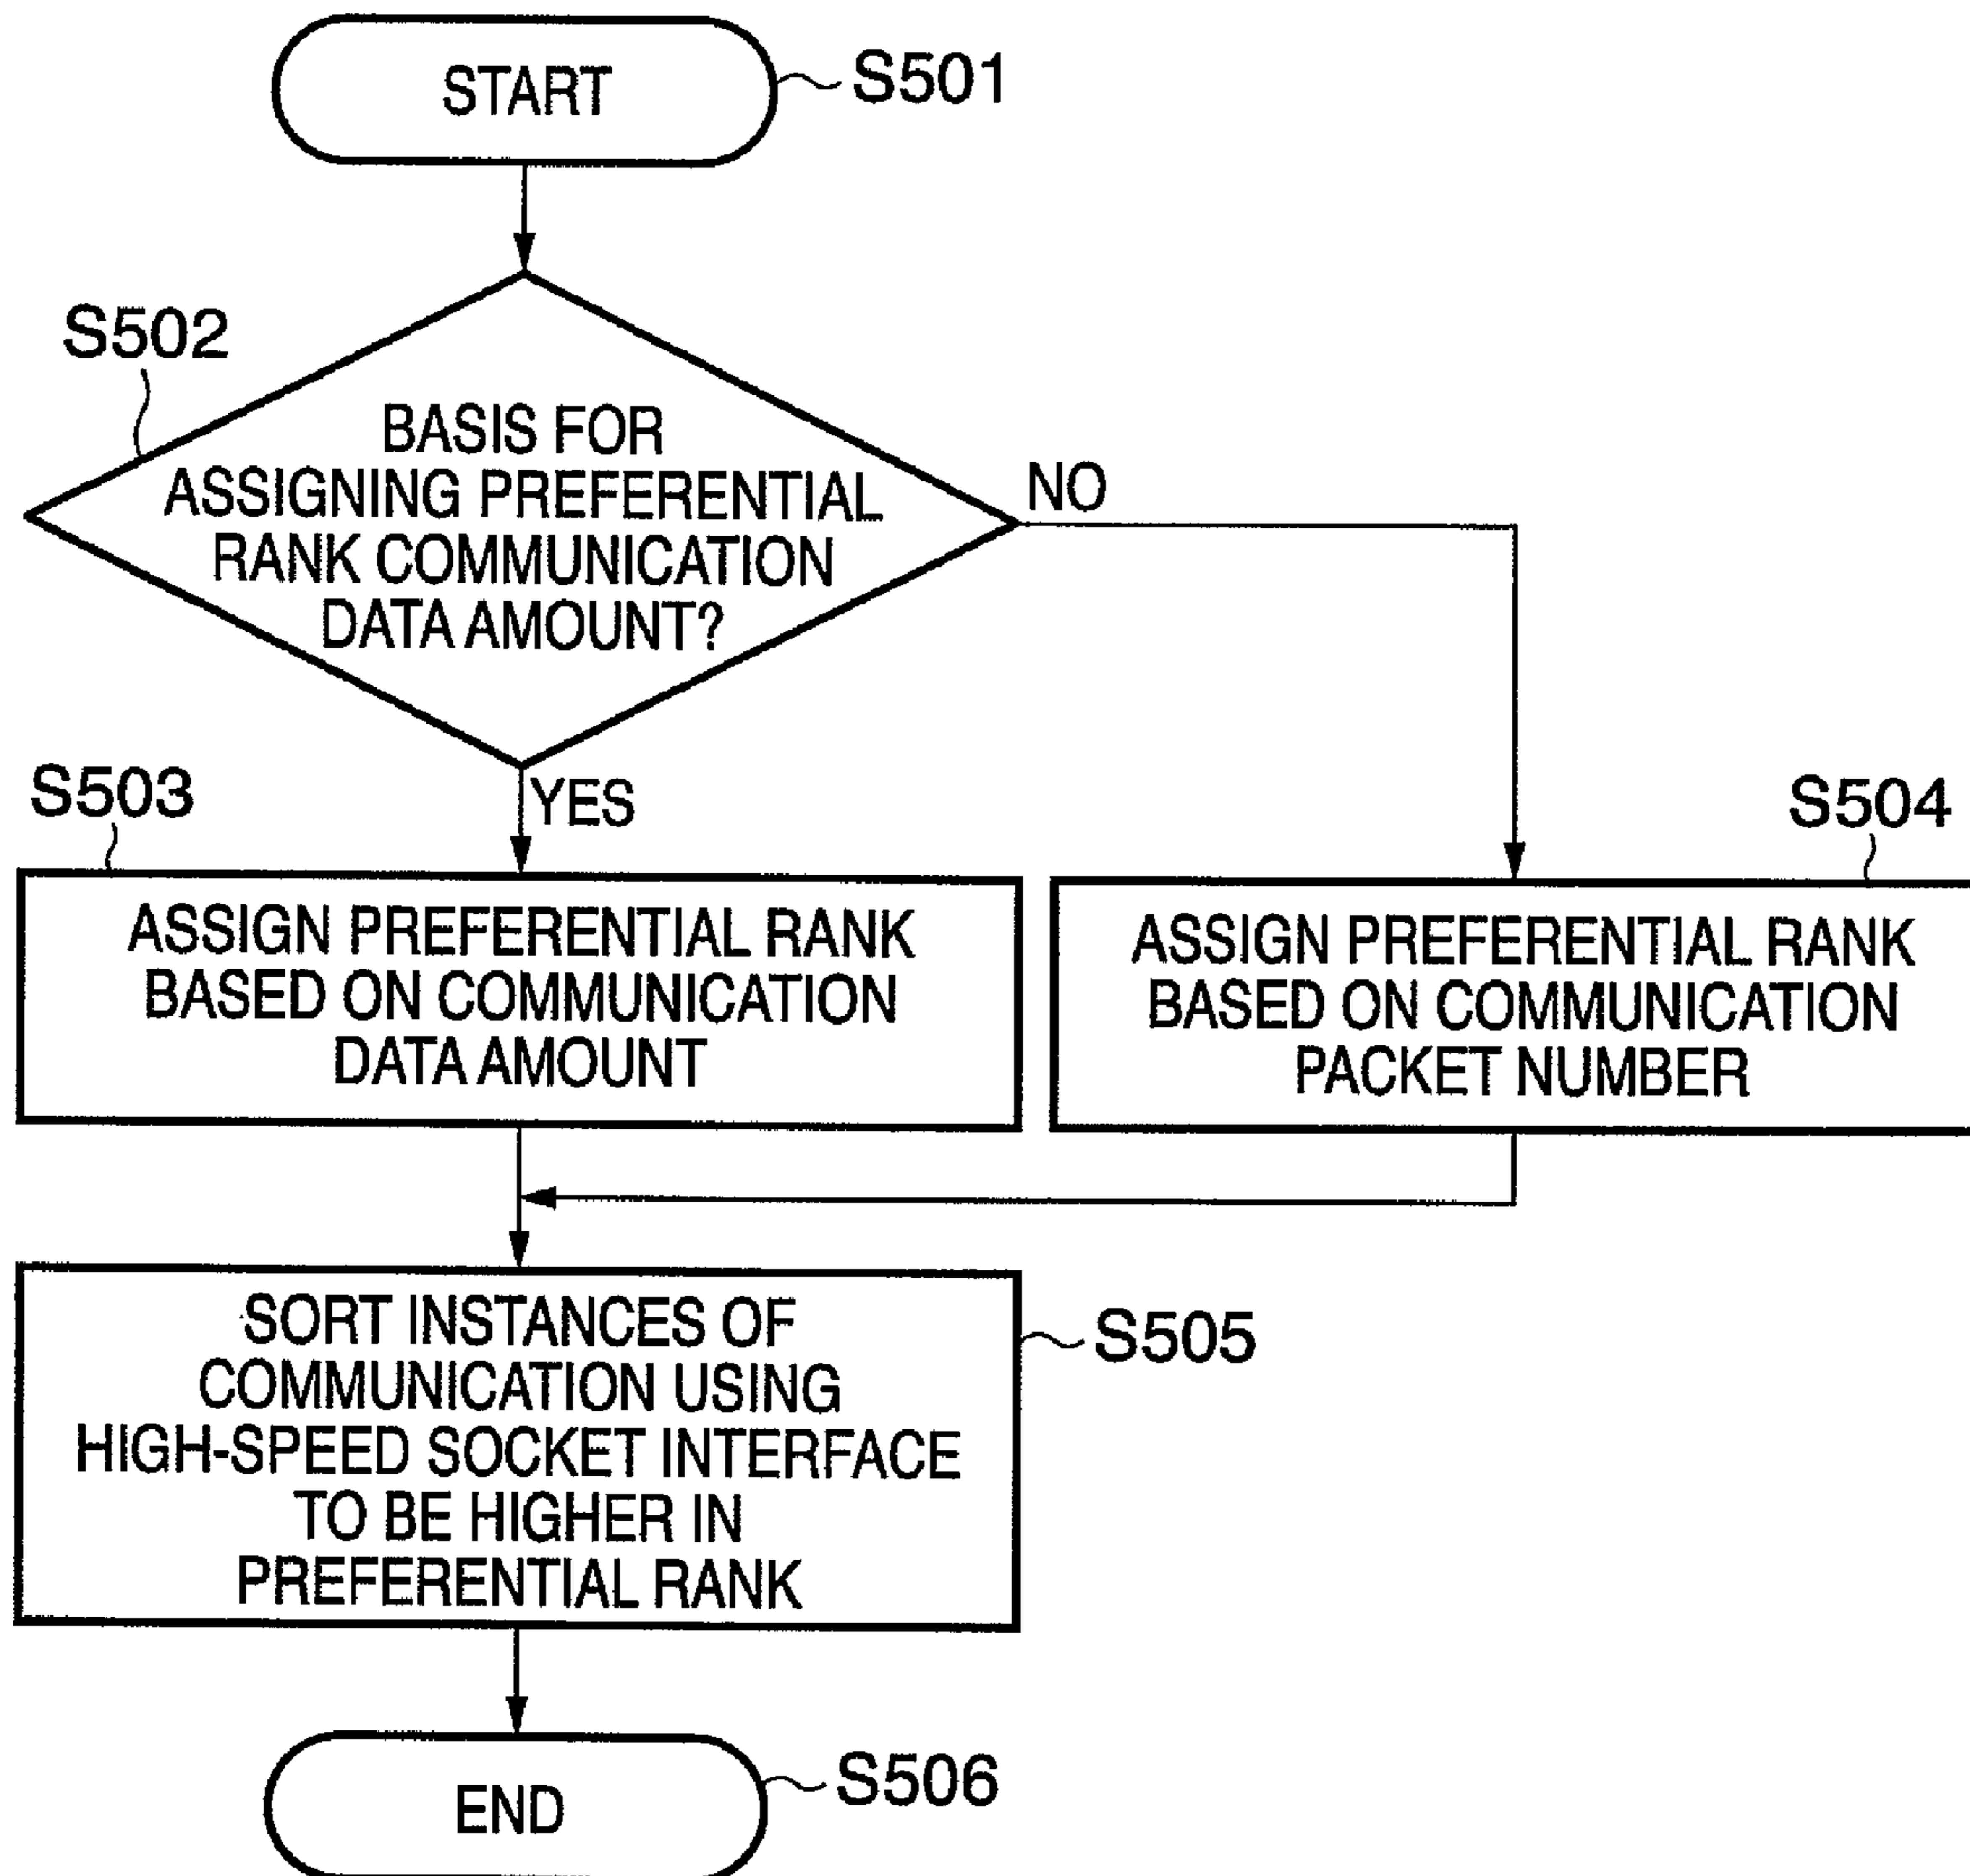 START
S501
S502
BASIS FOR
ASSIGNING PREFERENTIAL
RANK COMMUNICATION
DATA AMOUNT?
NO
YES
S503
ASSIGN PREFERENTIAL RANK
BASED ON COMMUNICATION
DATA AMOUNT
S504
ASSIGN PREFERENTIAL RANK
BASED ON COMMUNICATION
PACKET NUMBER
SORT INSTANCES OF
COMMUNICATION USING
HIGH-SPEED SOCKET INTERFACE
TO BE HIGHER IN
PREFERENTIAL RANK
S505
END
S506